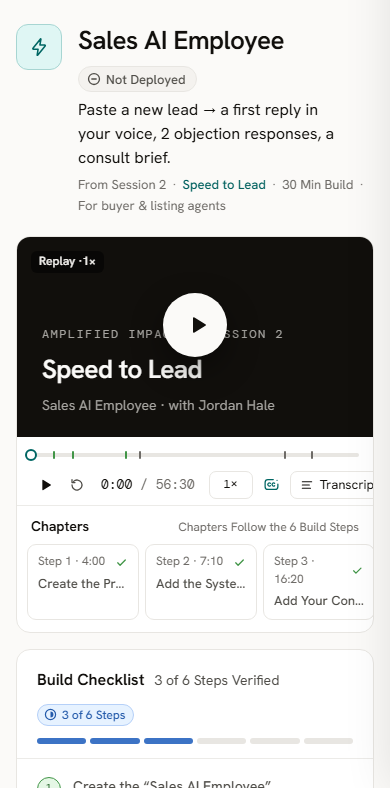 Sales AI Employee
Not Deployed
Paste a new lead → a first reply in
your voice, 2 objection responses, a
consult brief.
From Session 2 · Speed to Lead · 30 Min Build ·
For buyer & listing agents
Replay · 1×
AMPLIFIED IMPA SSION 2
Speed to Lead
Sales AI Employee · with Jordan Hale
0:00 / 56:30 1× CC Transcrip
Chapters Chapters Follow the 6 Build Steps
Step 1 · 4:00
Create the Pr...
Step 2 · 7:10
Add the Syste...
Step 3 ·
16:20
Add Your Con...
Build Checklist 3 of 6 Steps Verified
3 of 6 Steps
1 Create the “Sales AI Employee”